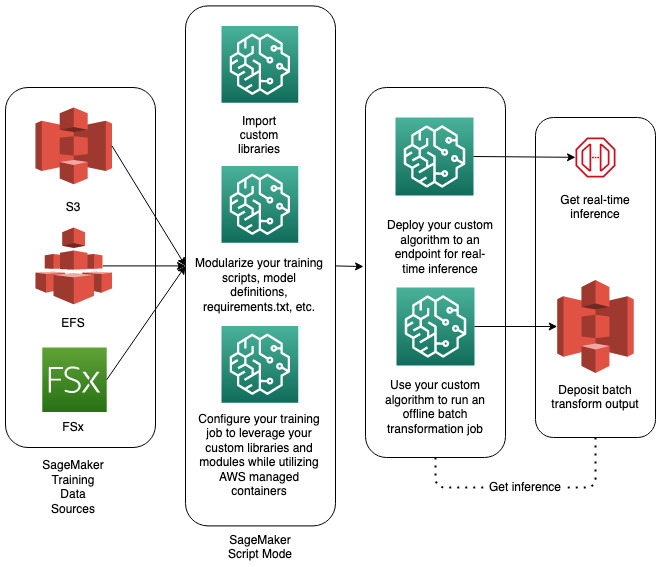 S3
EFS
FSx
FSx
SageMaker
Training
Data
Sources
Import
custom
libraries
Modularize your training
scripts, model
definitions,
requirements.txt, etc.
Configure your training
job to leverage your
custom libraries and
modules while utilizing
AWS managed
containers
SageMaker
Script Mode
Deploy your custom
algorithm to an
endpoint for real-
time inference
Use your custom
algorithm to run an
offline batch
transformation job
Get real-time
inference
Deposit batch
transform output
Get inference